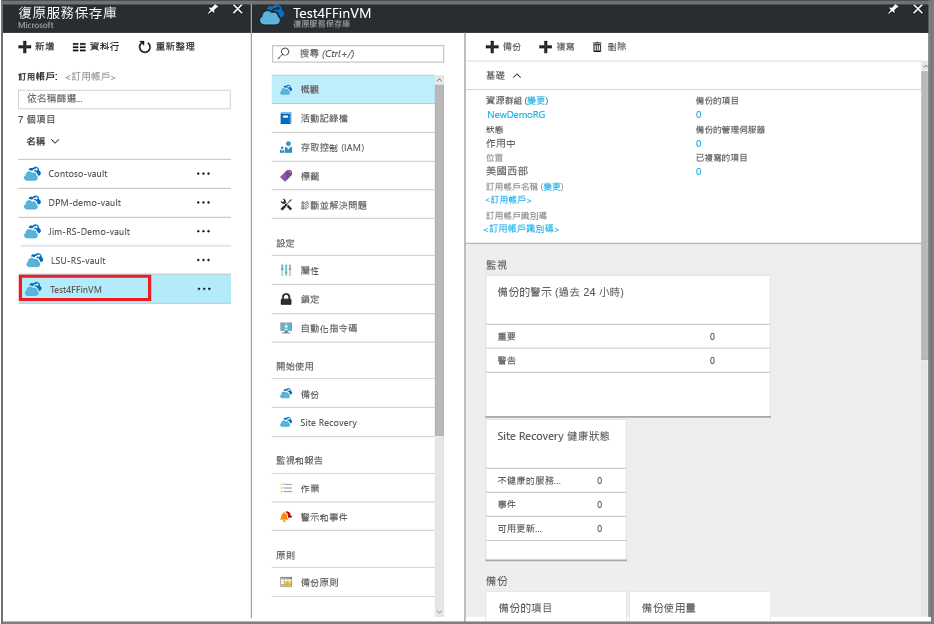 復原服務保存庫
Microsoft
新增 資料行 重新整理
訂用帳戶: <訂用帳戶>
依名稱篩選...
7 個項目
名稱
Contoso-vault
DPM-demo-vault
Jim-RS-Demo-vault
LSU-RS-vault
Test4FFinVM
Test4FFinVM
復原服務保存庫
搜尋 (Ctrl+/)
概觀
活動記錄檔
存取控制 (IAM)
標籤
診斷並解決問題
設定
屬性
鎖定
自動化指令碼
開始使用
備份
Site Recovery
監視和報告
作業
警示和事件
原則
備份原則
備份 複寫 刪除
基礎
資源群組 (變更)
NewDemoRG
狀態
作用中
位置
美國西部
訂用帳戶名稱 (變更)
<訂用帳戶>
訂用帳戶識別碼
<訂用帳戶識別碼>
備份的項目
0
備份的管理伺服器
0
已複寫的項目
0
監視
備份的警示 (過去 24 小時)
重要 0
警告 0
Site Recovery 健康狀態
不健康的服務... 0
事件 0
可用更新... 0
備份
備份的項目
備份使用量